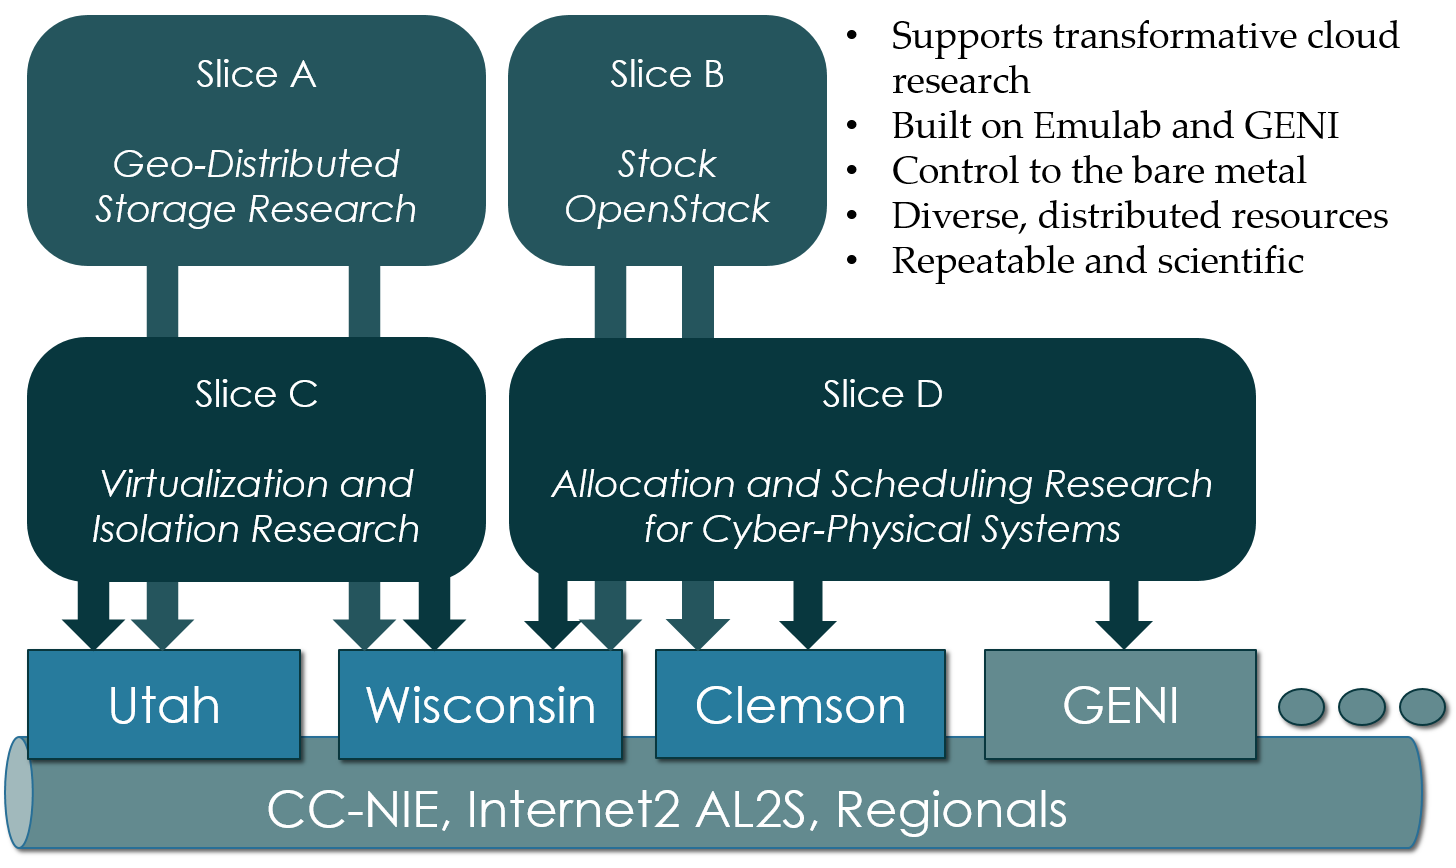 Slice A
Geo-Distributed
Storage Research
Slice B
Stock
OpenStack
• Supports transformative cloud
research
• Built on Emulab and GENI
• Control to the bare metal
• Diverse, distributed resources
• Repeatable and scientific
Slice C
Virtualization and
Isolation Research
Slice D
Allocation and Scheduling Research
for Cyber-Physical Systems
Utah
Wisconsin
Clemson
GENI
CC-NIE, Internet2 AL2S, Regionals